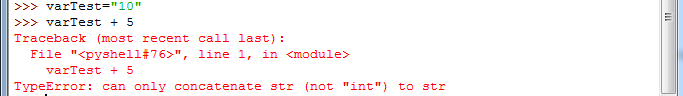 >>> varTest="10"
>>> varTest + 5
Traceback (most recent call last):
  File "<pyshell#76>", line 1, in <module>
    varTest + 5
TypeError: can only concatenate str (not "int") to str